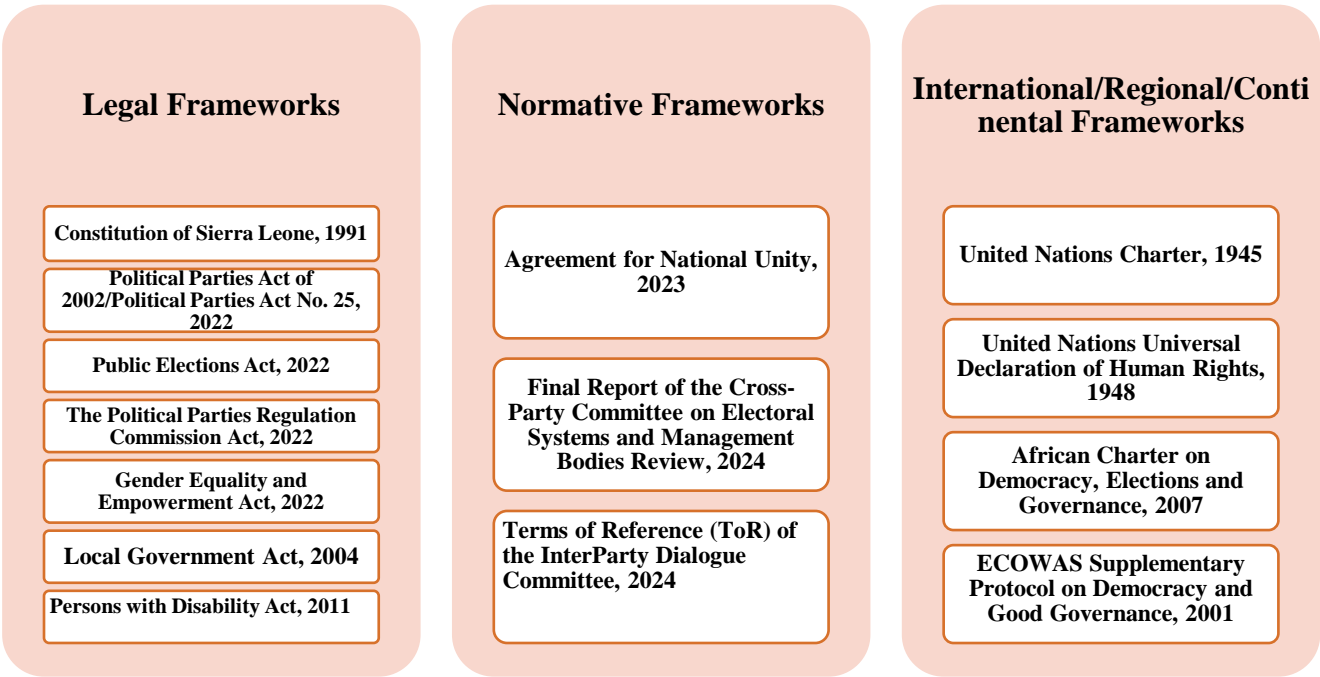 Legal Frameworks
Constitution of Sierra Leone, 1991
Political Parties Act of
2002/Political Parties Act No. 25,
2022
Public Elections Act, 2022
The Political Parties Regulation
Commission Act, 2022
Gender Equality and
Empowerment Act, 2022
Local Government Act, 2004
Persons with Disability Act, 2011
Normative Frameworks
Agreement for National Unity,
2023
Final Report of the Cross-
Party Committee on Electoral
Systems and Management
Bodies Review, 2024
Terms of Reference (ToR) of
the InterParty Dialogue
Committee, 2024
International/Regional/Conti
nental Frameworks
United Nations Charter, 1945
United Nations Universal
Declaration of Human Rights,
1948
African Charter on
Democracy, Elections and
Governance, 2007
ECOWAS Supplementary
Protocol on Democracy and
Good Governance, 2001